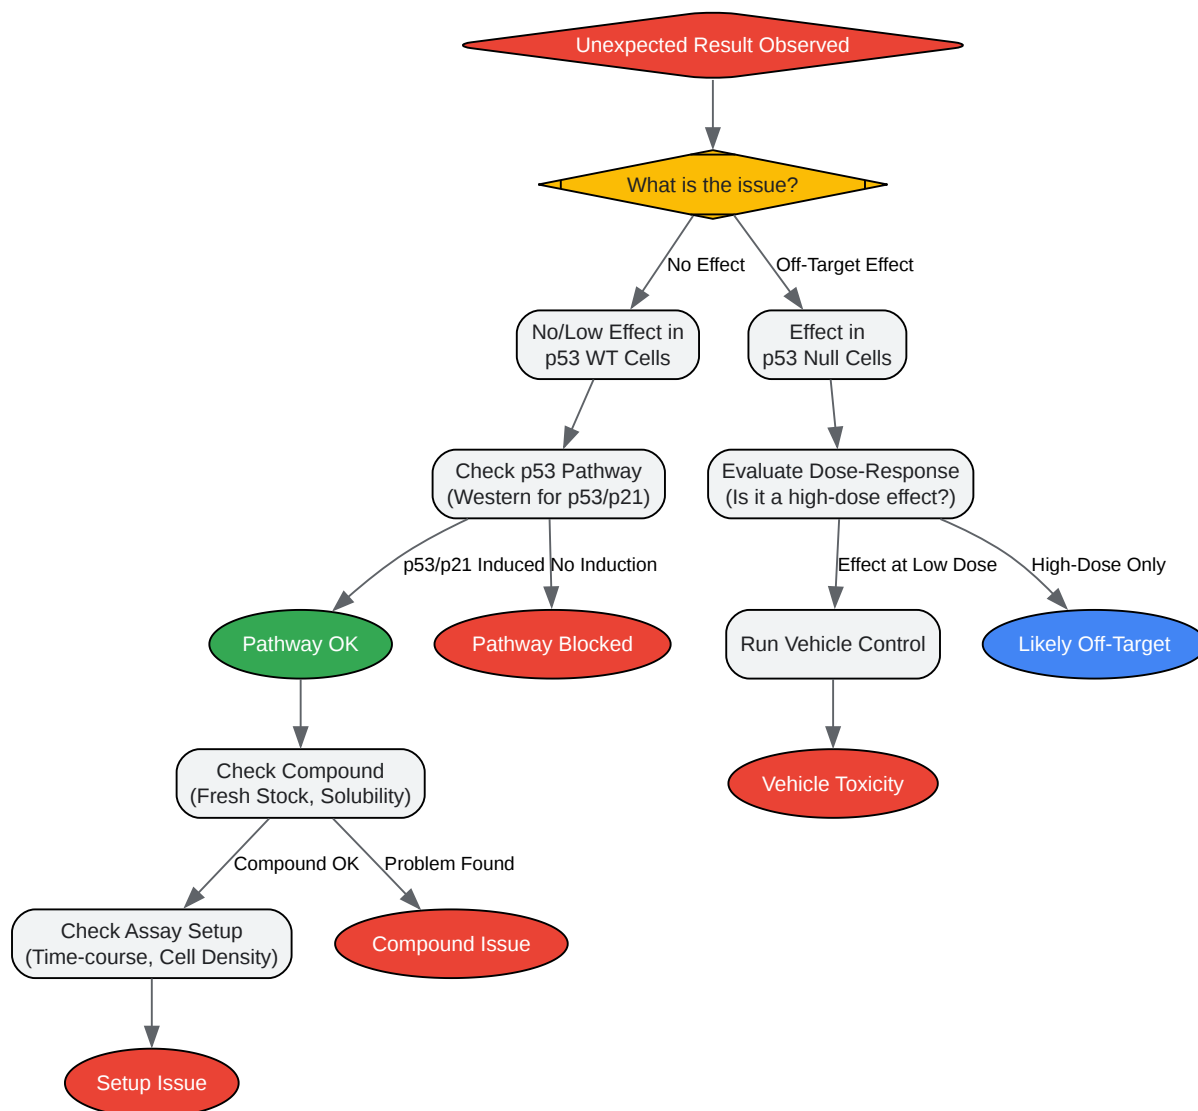 Unexpected Result Observed
What is the issue?
No Effect
Off-Target Effect
No/Low Effect in
p53 WT Cells
Effect in
p53 Null Cells
Check p53 Pathway
(Western for p53/p21)
Evaluate Dose-Response
(Is it a high-dose effect?)
p53/p21 Induced
No Induction
Effect at Low Dose
High-Dose Only
Pathway OK
Pathway Blocked
Run Vehicle Control
Likely Off-Target
Check Compound
(Fresh Stock, Solubility)
Vehicle Toxicity
Compound OK
Problem Found
Check Assay Setup
(Time-course, Cell Density)
Compound Issue
Setup Issue